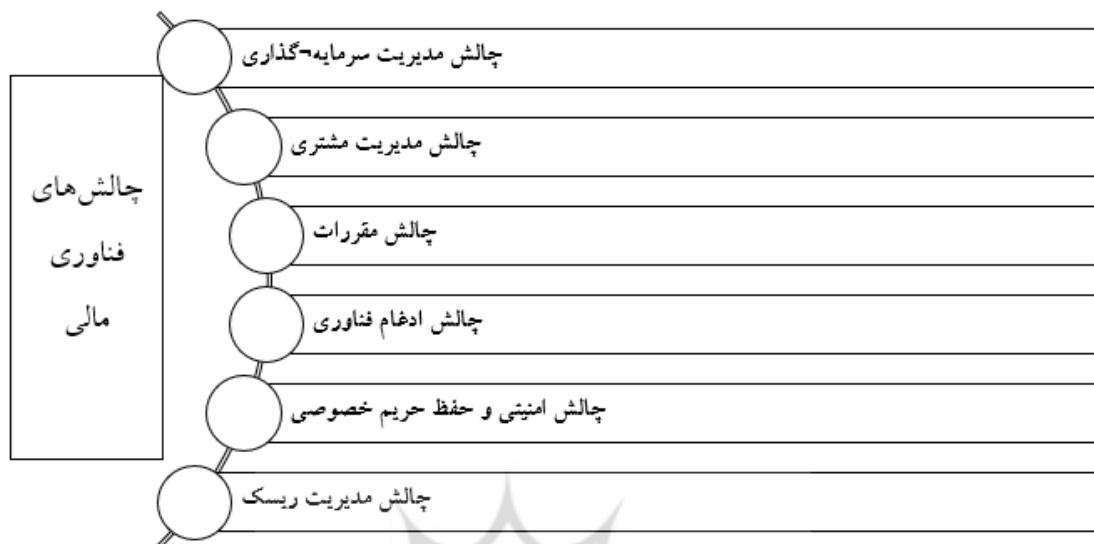 چالش مدیریت سرمایه¬گذاری
چالش مدیریت مشتری
چالش مقررات
چالش ادغام فناوری
چالش امنیتی و حفظ حریم خصوصی
چالش مدیریت ریسک
چالش‌های
فناوری
مالی